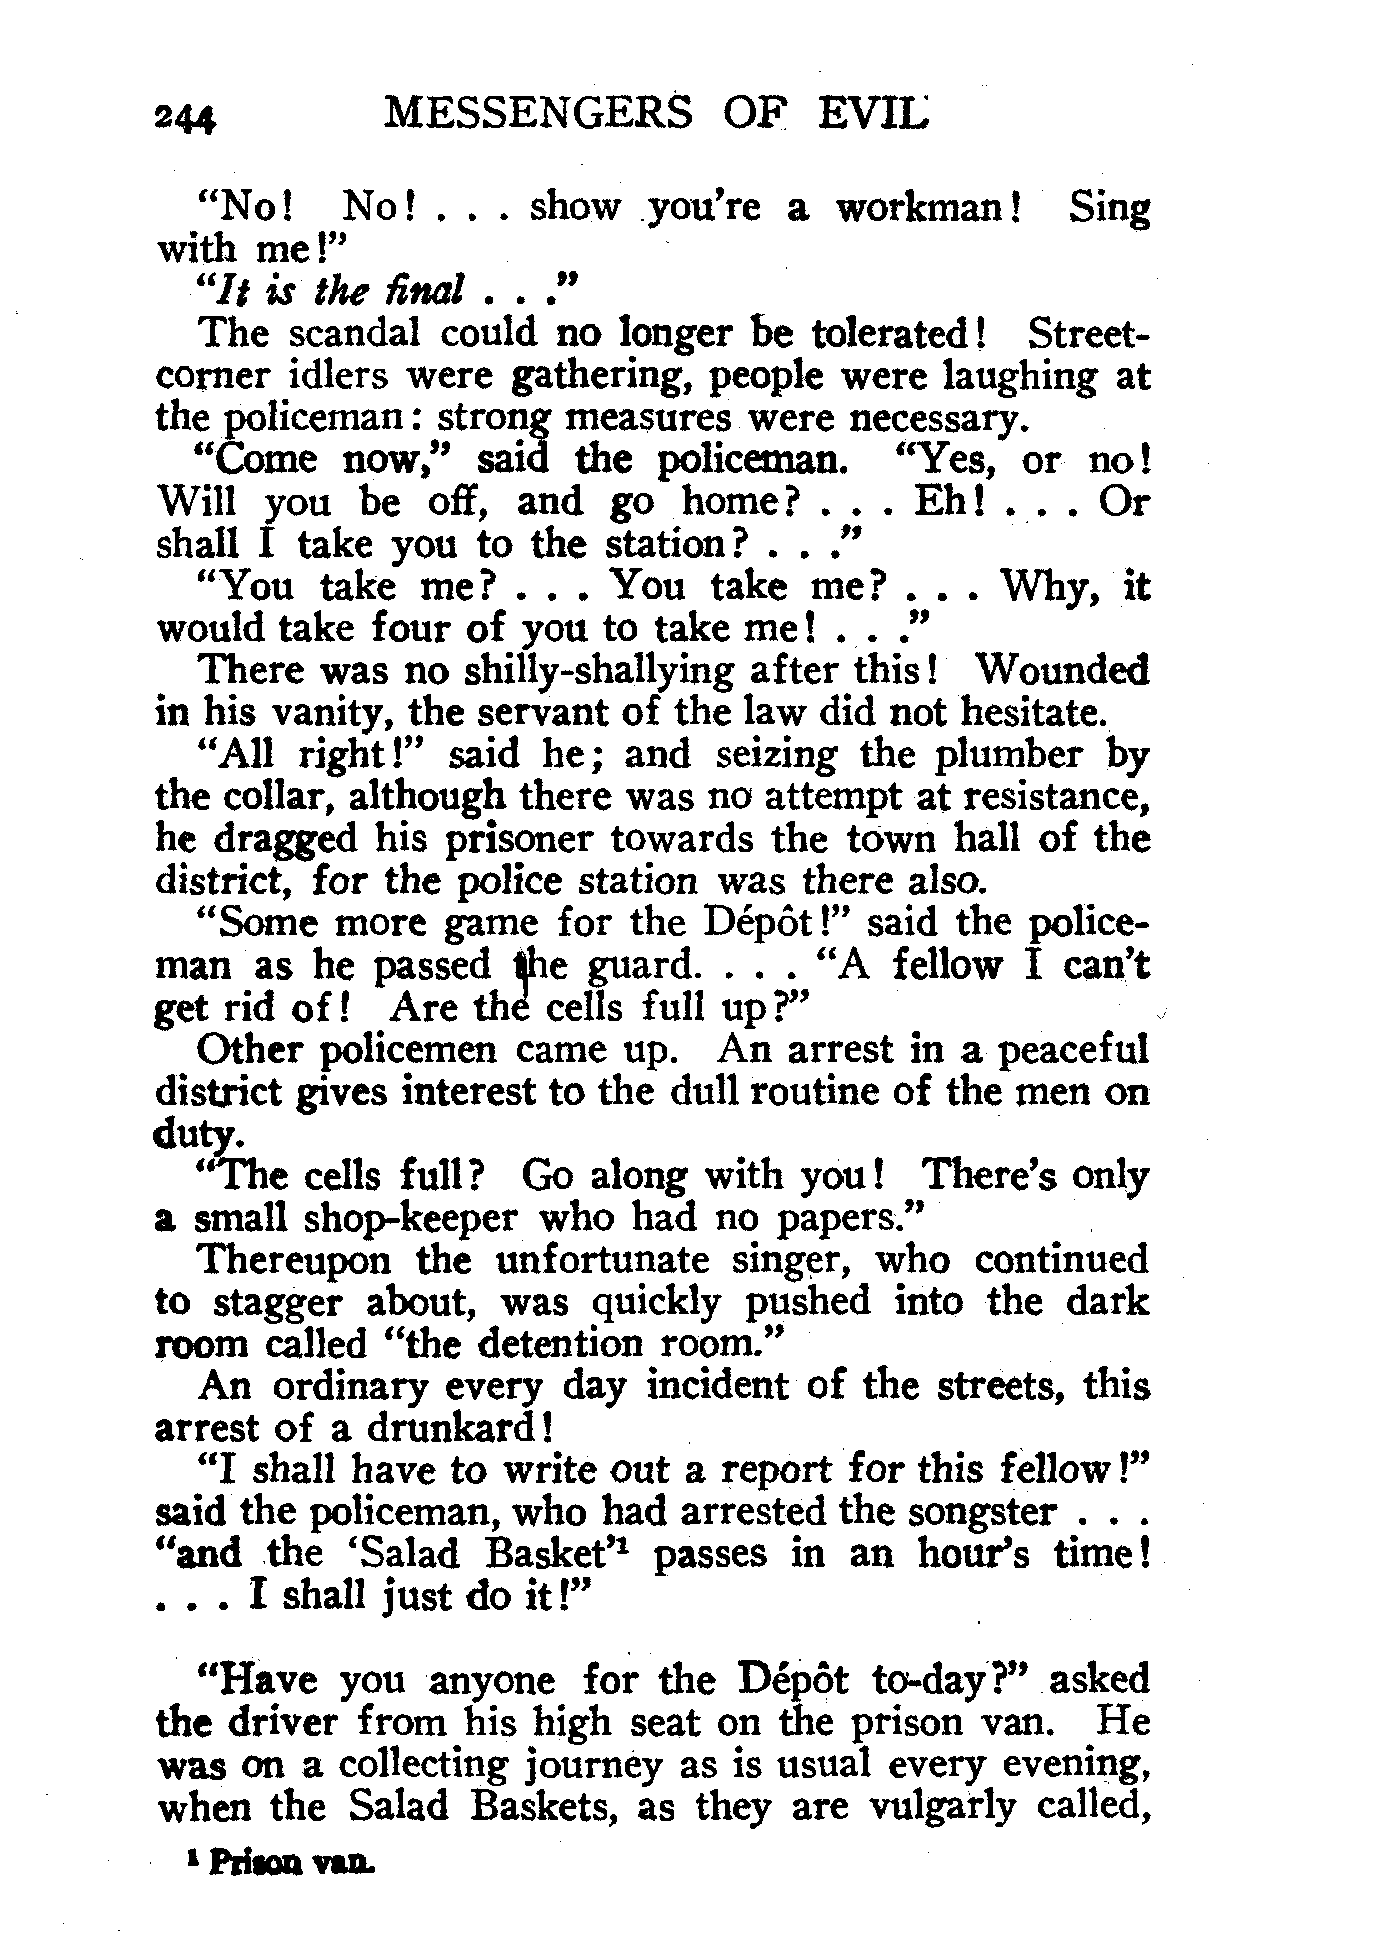 244 MESSENGERS OF EVIL
"No! No! . . . show you're a workman! Sing
with me!"
"It is the final . . ."
The scandal could no longer be tolerated! Street-
corner idlers were gathering, people were laughing at
the policeman: strong measures were necessary.
"Come now," said the policeman. "Yes, or no!
Will you be off, and go home? . . . Eh! . . . Or
shall I take you to the station? . . ."
"You take me? . . . You take me? . . . Why, it
would take four of you to take me! . . ."
There was no shilly-shallying after this! Wounded
in his vanity, the servant of the law did not hesitate.
"All right!" said he; and seizing the plumber by
the collar, although there was no attempt at resistance,
he dragged his prisoner towards the town hall of the
district, for the police station was there also.
"Some more game for the Dépôt!" said the police-
man as he passed the guard. . . . "A fellow I can't
get rid of! Are the cells full up?"
Other policemen came up. An arrest in a peaceful
district gives interest to the dull routine of the men on
duty.
"The cells full? Go along with you! There's only
a small shop-keeper who had no papers."
Thereupon the unfortunate singer, who continued
to stagger about, was quickly pushed into the dark
room called "the detention room."
An ordinary every day incident of the streets, this
arrest of a drunkard!
"I shall have to write out a report for this fellow!"
said the policeman, who had arrested the songster . . .
"and the 'Salad Basket'¹ passes in an hour's time!
. . . I shall just do it!"
"Have you anyone for the Dépôt to-day?" asked
the driver from his high seat on the prison van. He
was on a collecting journey as is usual every evening,
when the Salad Baskets, as they are vulgarly called,
¹ Prison van.